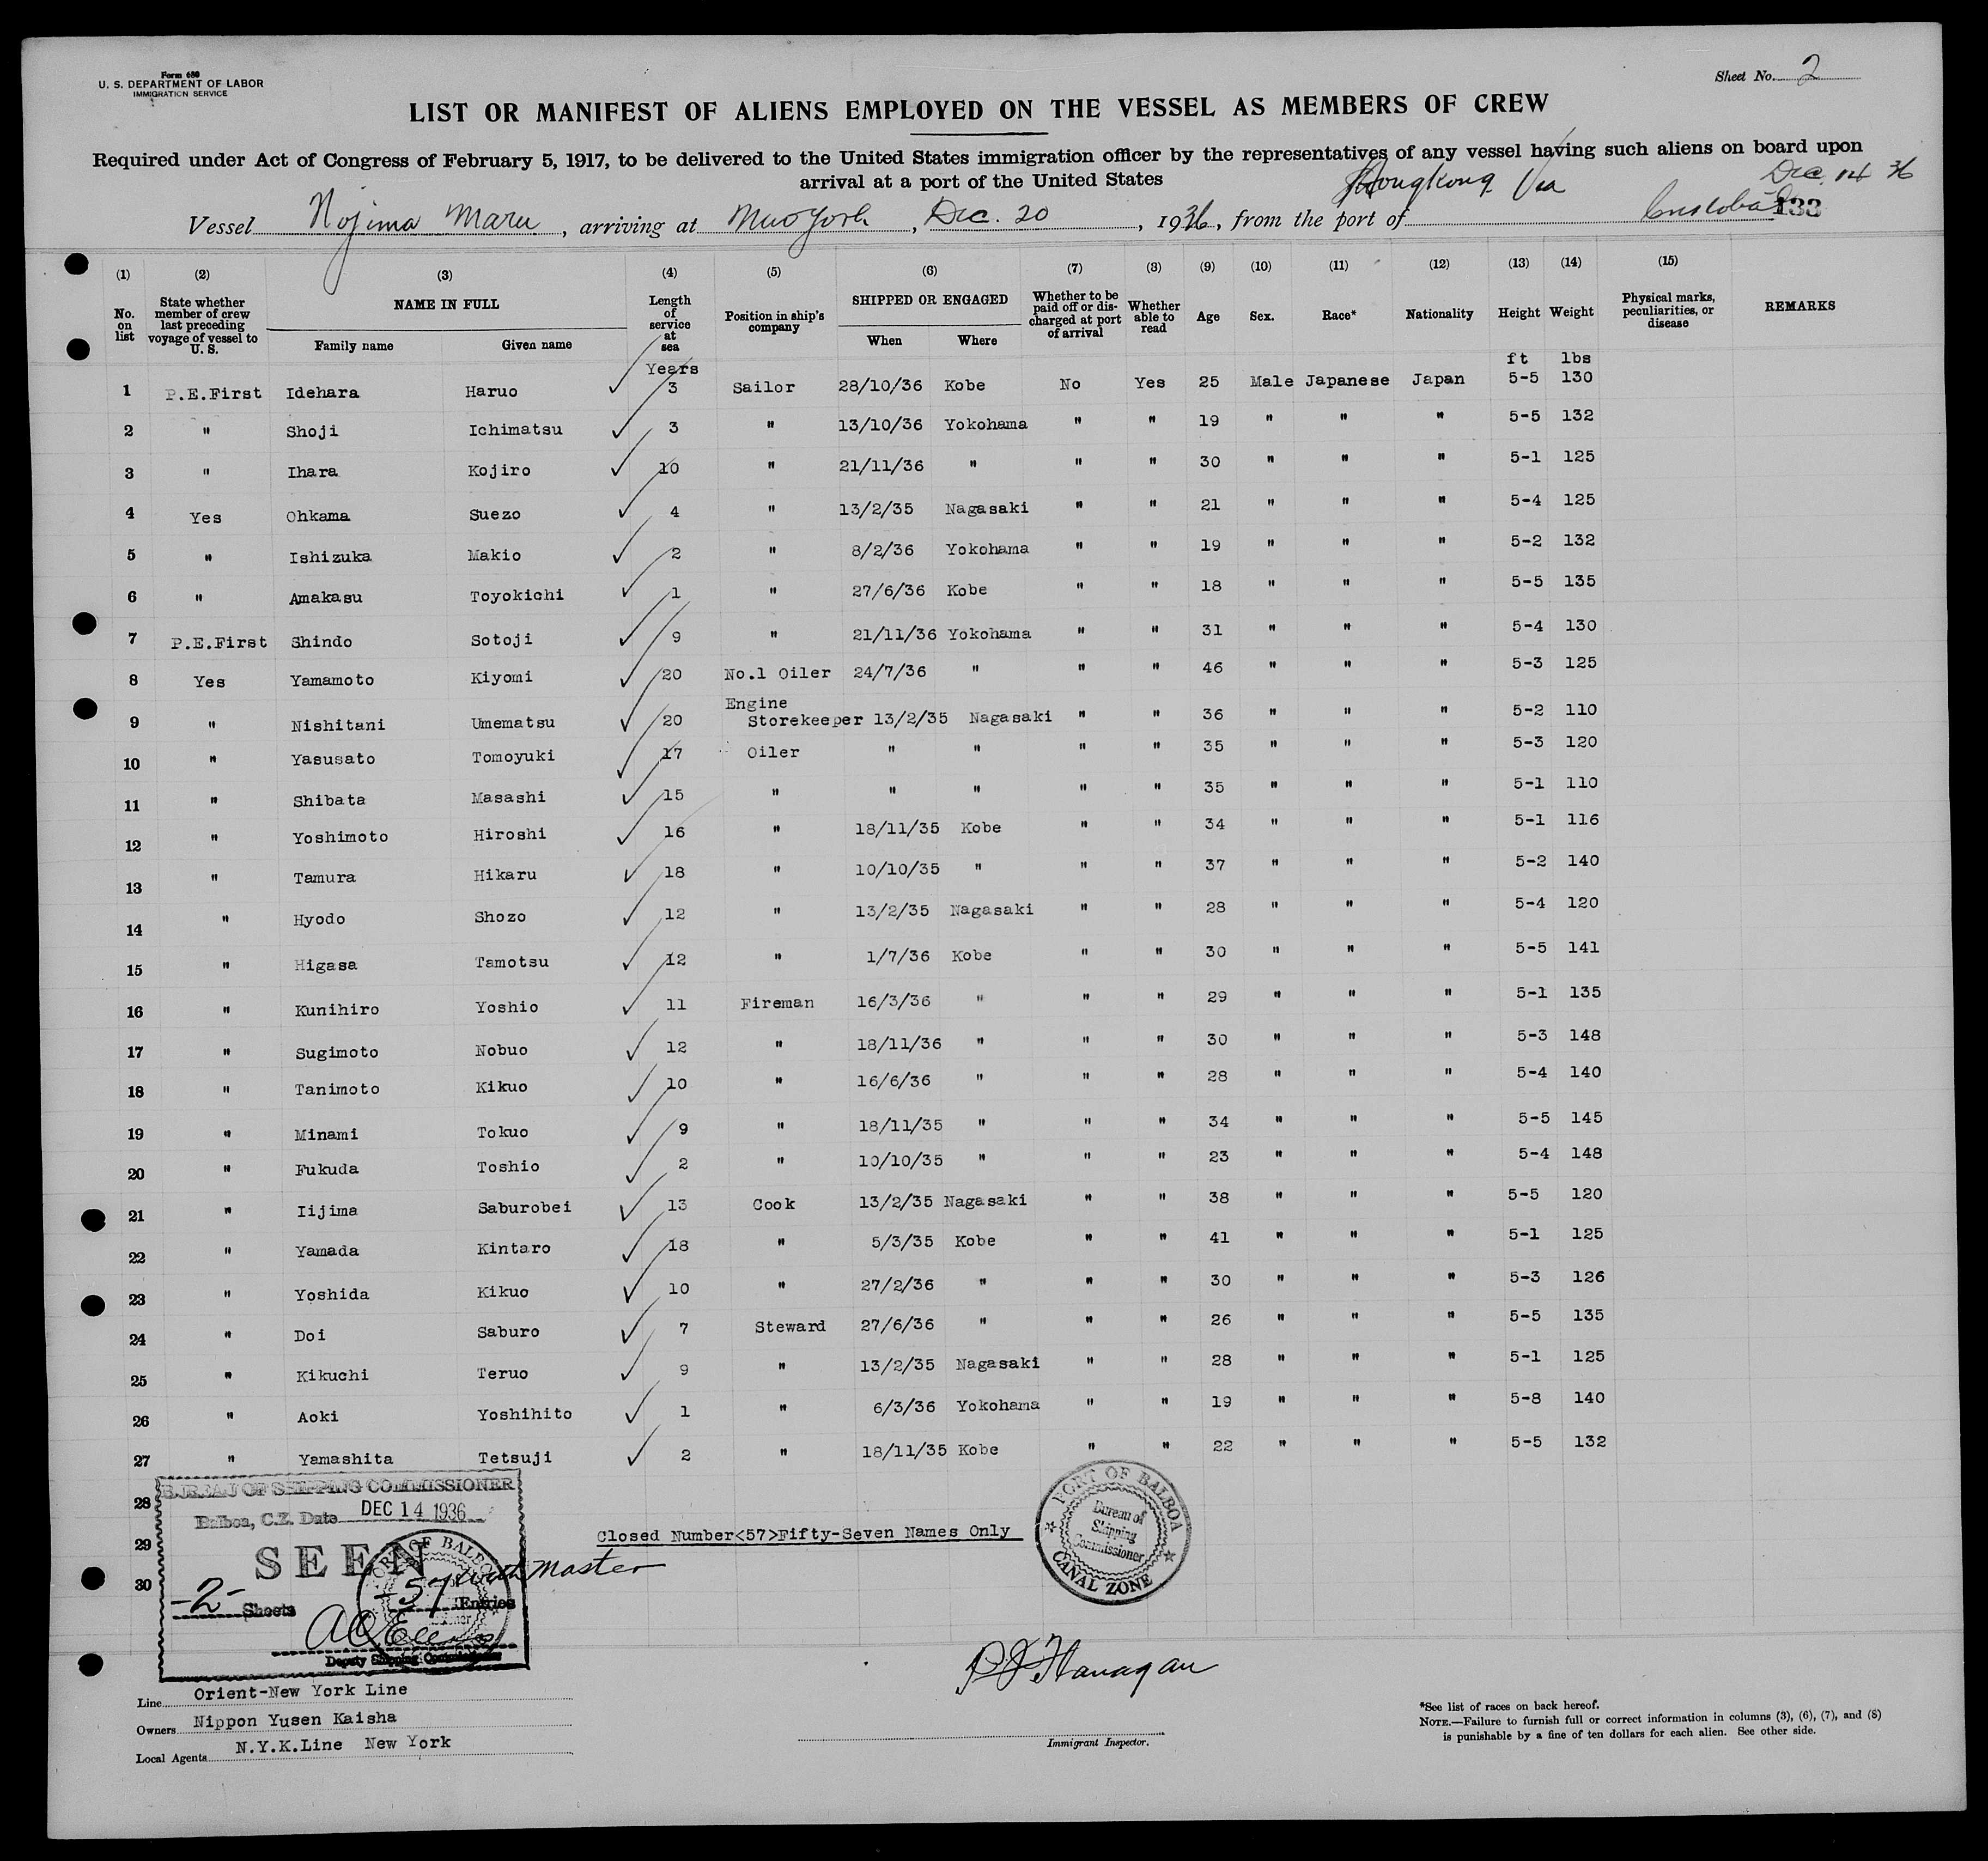 Form 680
U. S. DEPARTMENT OF LABOR
IMMIGRATION SERVICE
Sheet No. 2
LIST OR MANIFEST OF ALIENS EMPLOYED ON THE VESSEL AS MEMBERS OF CREW
Required under Act of Congress of February 5, 1917, to be delivered to the United States immigration officer by the representatives of any vessel having such aliens on board upon
arrival at a port of the United States
Hongkong Via Dec. 14 36
Vessel Nojima Maru, arriving at New York, Dec. 20, 1936, from the port of Cristobal 133
(1) (2) (3) (4) (5) (6) (7) (8) (9) (10) (11) (12) (13) (14) (15)
No. on list State whether member of crew last preceding voyage of vessel to U. S. NAME IN FULL Family name Given name Length of service at sea Position in ship's company SHIPPED OR ENGAGED When Where Whether to be paid off or discharged at port of arrival Whether able to read Age Sex. Race* Nationality Height Weight Physical marks, peculiarities, or disease REMARKS
Years ft lbs
1 P.E.First Idehara Haruo ✓ 3 Sailor 28/10/36 Kobe No Yes 25 Male Japanese Japan 5-5 130
2 " Shoji Ichimatsu ✓ 3 " 13/10/36 Yokohama " " 19 " " " 5-5 132
3 " Ihara Kojiro ✓ 10 " 21/11/36 " " " 30 " " " 5-1 125
4 Yes Ohkama Suezo ✓ 4 " 13/2/35 Nagasaki " " 21 " " " 5-4 125
5 " Ishizuka Makio ✓ 2 " 8/2/36 Yokohama " " 19 " " " 5-2 132
6 " Amakasu Toyokichi ✓ 1 " 27/6/36 Kobe " " 18 " " " 5-5 135
7 P.E.First Shindo Sotoji ✓ 9 " 21/11/36 Yokohama " " 31 " " " 5-4 130
8 Yes Yamamoto Kiyomi ✓ 20 No.1 Oiler 24/7/36 " " " 46 " " " 5-3 125
9 " Nishitani Umematsu ✓ 20 Engine Storekeeper 13/2/35 Nagasaki " " 36 " " " 5-2 110
10 " Yasusato Tomoyuki ✓ 17 Oiler " " " " 35 " " " 5-3 120
11 " Shibata Masashi ✓ 15 " " " " " 35 " " " 5-1 110
12 " Yoshimoto Hiroshi ✓ 16 " 18/11/35 Kobe " " 34 " " " 5-1 116
13 " Tamura Hikaru ✓ 18 " 10/10/35 " " " 37 " " " 5-2 140
14 " Hyodo Shozo ✓ 12 " 13/2/35 Nagasaki " " 28 " " " 5-4 120
15 " Higasa Tamotsu ✓ 12 " 1/7/36 Kobe " " 30 " " " 5-5 141
16 " Kunihiro Yoshio ✓ 11 Fireman 16/3/36 " " " 29 " " " 5-1 135
17 " Sugimoto Nobuo ✓ 12 " 18/11/36 " " " 30 " " " 5-3 148
18 " Tanimoto Kikuo ✓ 10 " 16/6/36 " " " 28 " " " 5-4 140
19 " Minami Tokuo ✓ 9 " 18/11/35 " " " 34 " " " 5-5 145
20 " Fukuda Toshio ✓ 2 " 10/10/35 " " " 23 " " " 5-4 148
21 " Iijima Saburobei ✓ 13 Cook 13/2/35 Nagasaki " " 38 " " " 5-5 120
22 " Yamada Kintaro ✓ 18 " 5/3/35 Kobe " " 41 " " " 5-1 125
23 " Yoshida Kikuo ✓ 10 " 27/2/36 " " " 30 " " " 5-3 126
24 " Doi Saburo ✓ 7 Steward 27/6/36 " " " 26 " " " 5-5 135
25 " Kikuchi Teruo ✓ 9 " 13/2/35 Nagasaki " " 28 " " " 5-1 125
26 " Aoki Yoshihito ✓ 1 " 6/3/36 Yokohama " " 19 " " " 5-8 140
27 " Yamashita Tetsuji ✓ 2 " 18/11/35 Kobe " " 22 " " " 5-5 132
28
29
30
BUREAU OF SHIPPING COMMISSIONER
Balboa, C.Z. Date DEC 14 1936
SEEN
-2- Sheets -57 with Master Entries
Deputy Shipping Commissioner
PORT OF BALBOA
Closed Number<57>Fifty-Seven Names Only
PORT OF BALBOA
Bureau of
Shipping
Commissioner
CANAL ZONE
P J Flanagan
Immigrant Inspector.
Line Orient-New York Line
Owners Nippon Yusen Kaisha
Local Agents N.Y.K.Line New York
*See list of races on back hereof.
NOTE.—Failure to furnish full or correct information in columns (3), (6), (7), and (8)
is punishable by a fine of ten dollars for each alien. See other side.